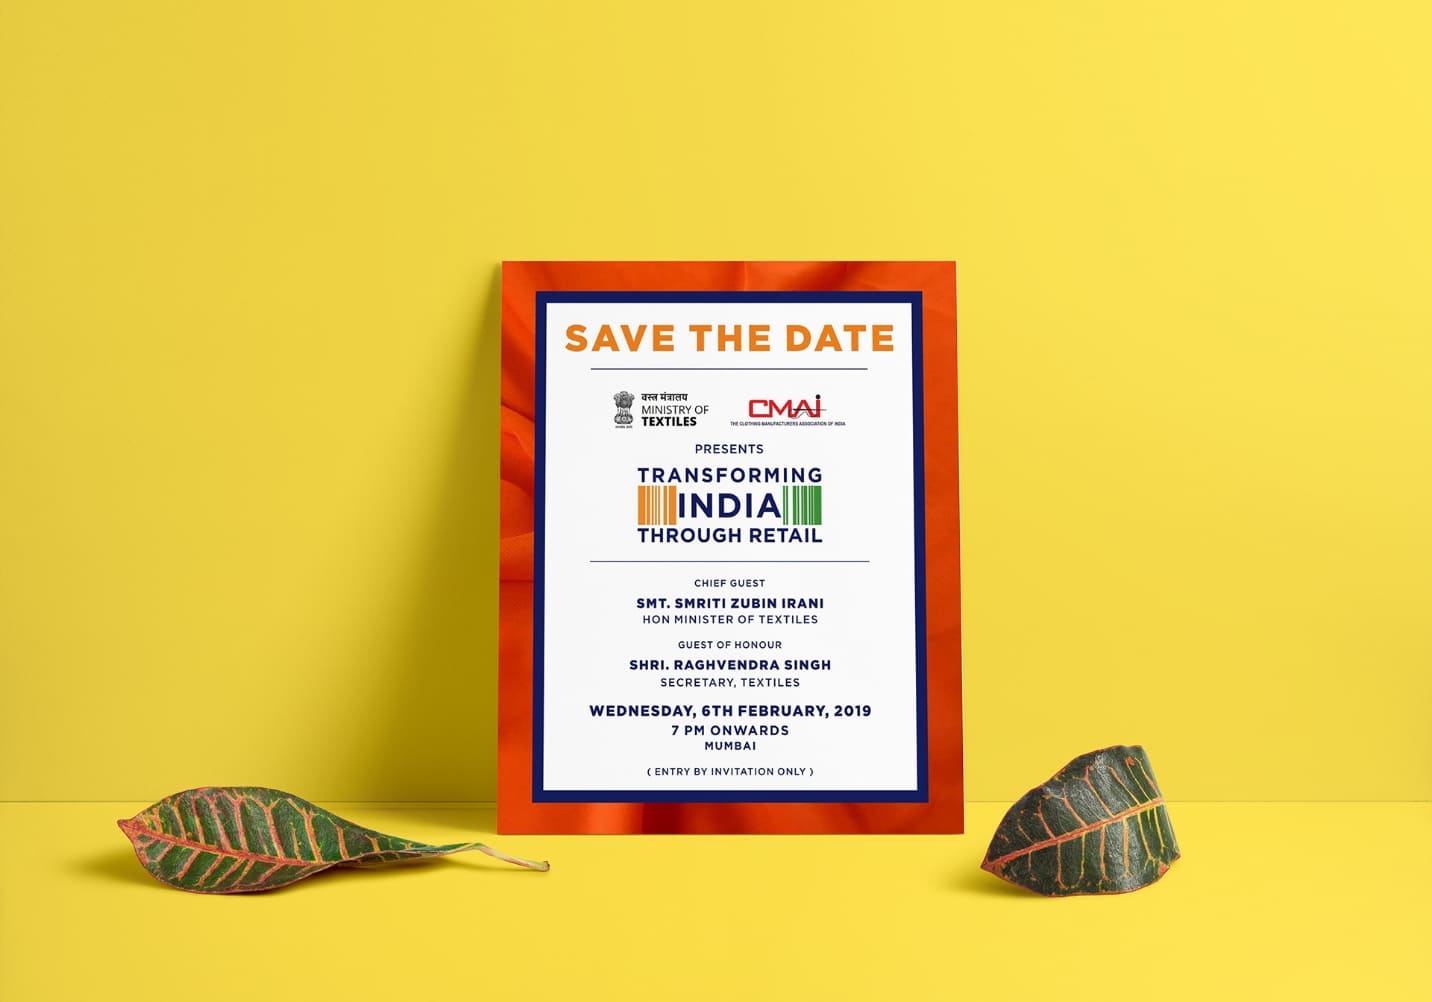 SAVE THE DATE
वस्त्र मंत्रालय
MINISTRY OF
TEXTILES
CMAI
THE CLOTHING MANUFACTURERS ASSOCIATION OF INDIA
PRESENTS
TRANSFORMING
INDIA
THROUGH RETAIL
CHIEF GUEST
SMT. SMRITI ZUBIN IRANI
HON MINISTER OF TEXTILES
GUEST OF HONOUR
SHRI. RAGHVENDRA SINGH
SECRETARY, TEXTILES
WEDNESDAY, 6TH FEBRUARY, 2019
7 PM ONWARDS
MUMBAI
( ENTRY BY INVITATION ONLY )